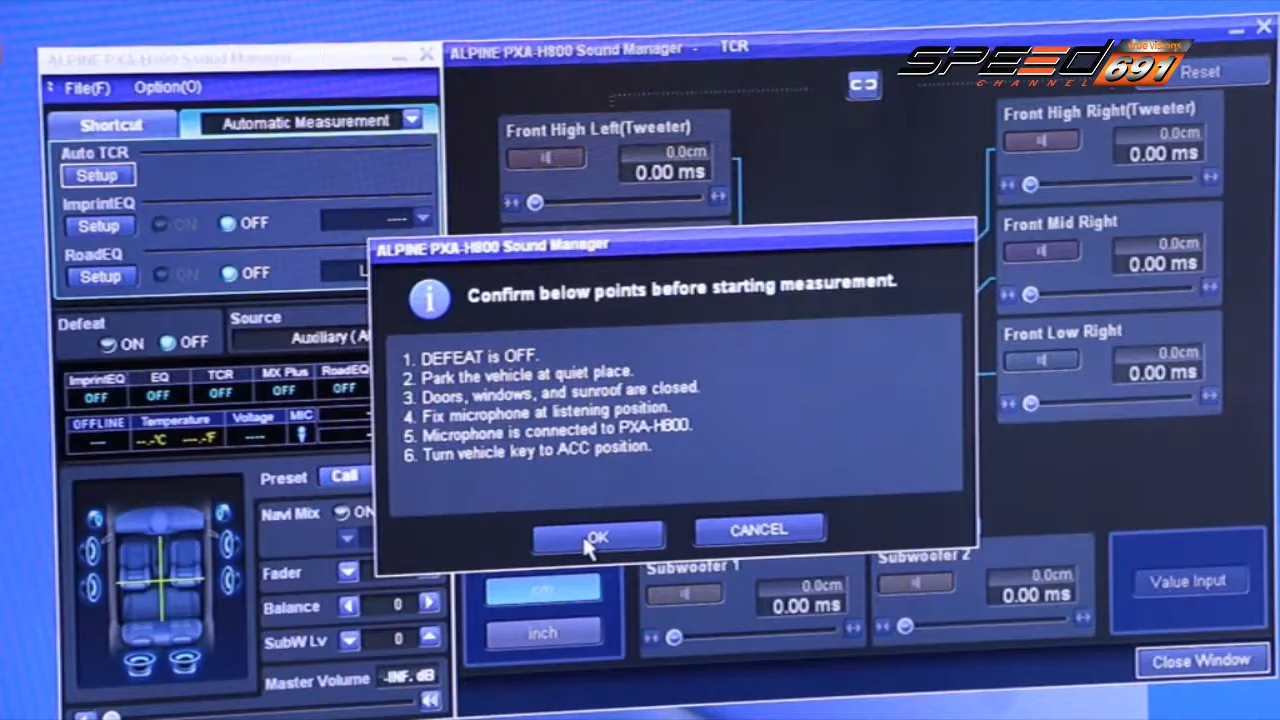 ALPINE PXA-H800 Sound Manager
File(F) Option(O)
Shortcut
Automatic Measurement
Auto TCR
Setup
ImprintEQ
Setup ON OFF ----
RoadEQ
Setup ON OFF L
Defeat
ON OFF
Source
Auxiliary ( A
ImprintEQ EQ TCR MX Plus RoadEQ
OFF OFF OFF OFF OFF
OFFLINE Temperature Voltage MIC
--- --.-°C ---.-°F ----
Preset Call
Navi Mix ON
Fader
Balance 0
SubW Lv 0
Master Volume -INF. dB
ALPINE PXA-H800 Sound Manager - TCR
SPEED CHANNEL 691
true visions
Reset
Front High Left(Tweeter)
0.0cm
0.00 ms
Front High Right(Tweeter)
0.0cm
0.00 ms
Front Mid Right
0.0cm
0.00 ms
Front Low Right
0.0cm
0.00 ms
ALPINE PXA-H800 Sound Manager
Confirm below points before starting measurement.
1. DEFEAT is OFF.
2. Park the vehicle at quiet place.
3. Doors, windows, and sunroof are closed.
4. Fix microphone at listening position.
5. Microphone is connected to PXA-H800.
6. Turn vehicle key to ACC position.
OK CANCEL
inch
Subwoofer 1
0.0cm
0.00 ms
Subwoofer 2
0.0cm
0.00 ms
Value Input
Close Window